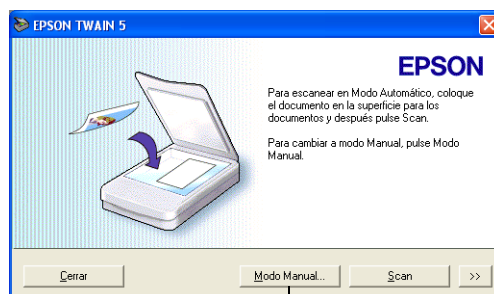 EPSON TWAIN 5
EPSON
Para escanear en Modo Automático, coloque
el documento en la superficie para los
documentos y después pulse Scan.
Para cambiar a modo Manual, pulse Modo
Manual.
Cerrar
Modo Manual...
Scan
>>